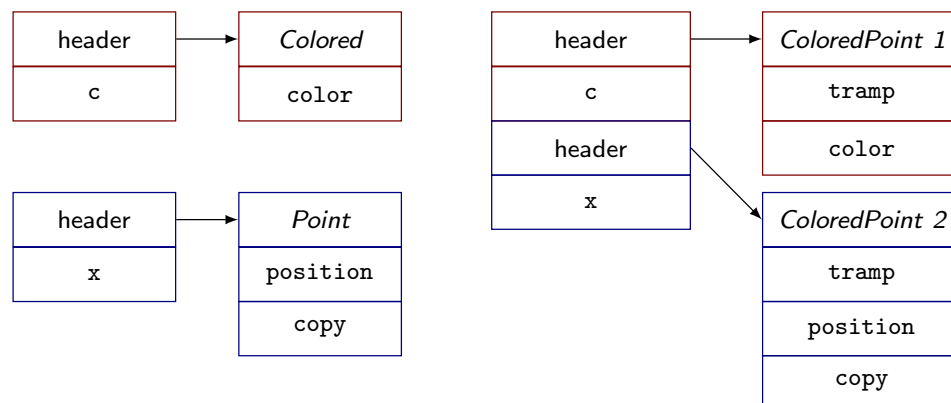 header
Colored
c
color
header
Point
x
position
copy
header
ColoredPoint 1
c
tramp
header
color
x
ColoredPoint 2
tramp
position
copy